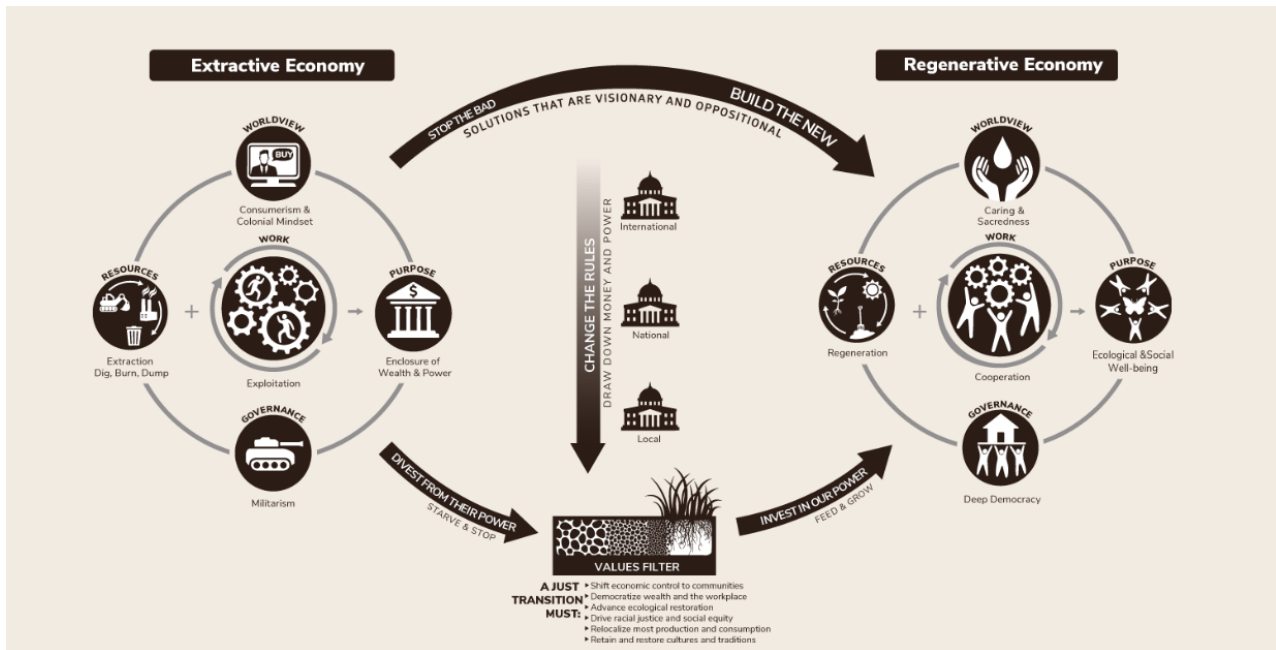 Extractive Economy
WORLDVIEW
BUY
Consumerism &
Colonial Mindset
WORK
RESOURCES
PURPOSE
$
+
Extraction
Dig, Burn, Dump
Exploitation
Enclosure of
Wealth & Power
GOVERNANCE
Militarism
STOP THE BAD
BUILD THE NEW
SOLUTIONS THAT ARE VISIONARY AND OPPOSITIONAL
CHANGE THE RULES
DRAW DOWN MONEY AND POWER
International
National
Local
DIVEST FROM THEIR POWER
STARVE & STOP
INVEST IN OUR POWER
FEED & GROW
VALUES FILTER
A JUST
TRANSITION
MUST:
‣ Shift economic control to communities
‣ Democratize wealth and the workplace
‣ Advance ecological restoration
‣ Drive racial justice and social equity
‣ Relocalize most production and consumption
‣ Retain and restore cultures and traditions
Regenerative Economy
WORLDVIEW
Caring &
Sacredness
WORK
RESOURCES
PURPOSE
+
Regeneration
Cooperation
Ecological &Social
Well-being
GOVERNANCE
Deep Democracy